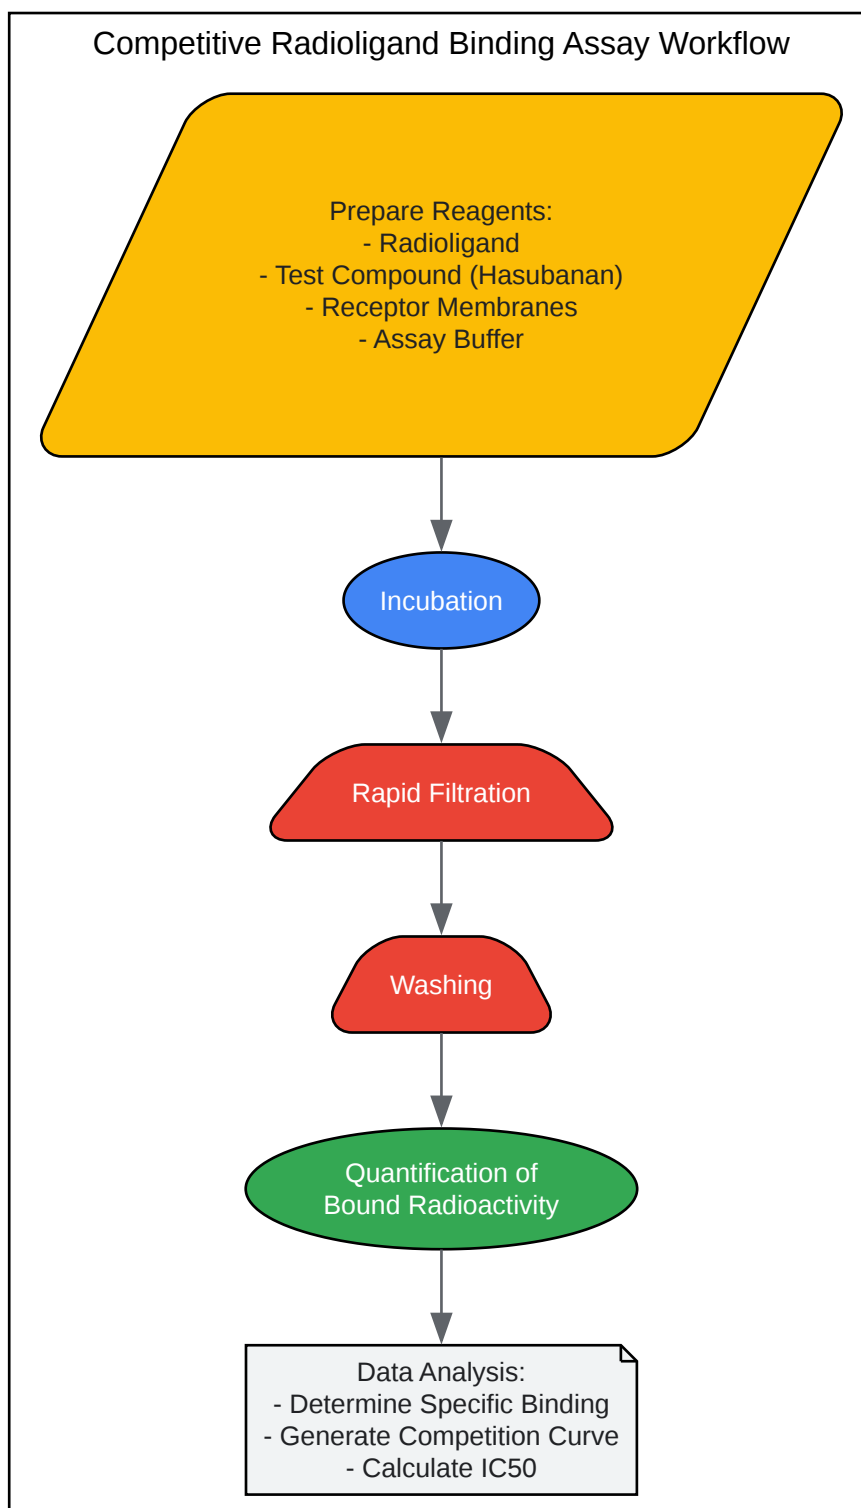 Competitive Radioligand Binding Assay Workflow
Prepare Reagents:
- Radioligand
- Test Compound (Hasubanan)
- Receptor Membranes
- Assay Buffer
Incubation
Rapid Filtration
Washing
Quantification of
Bound Radioactivity
Data Analysis:
- Determine Specific Binding
- Generate Competition Curve
- Calculate IC50